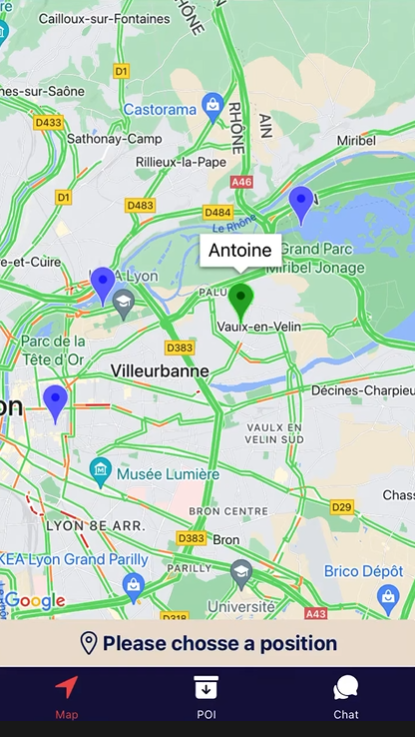 re
Cailloux-sur-Fontaines
RHÔNE
D1
nes-sur-Saône
Castorama
RHÔNE
AIN
D433
Sathonay-Camp
Miribel
Rillieux-la-Pape
A46
D1
D483
D484
Le Rhône
Antoine
re-et-Cuire
A Lyon
Grand Parc
Miribel Jonage
PALU
Vaulx-en-Velin
Parc de la
Tête d'Or
D383
Villeurbanne
Décines-Charpieu
on
VAULX EN
VELIN SUD
Musée Lumière
Chass
D29
BRON CENTRE
LYON 8E ARR.
D383
Bron
KEA Lyon Grand Parilly
PARILLY
Brico Dépôt
Google
Université
D318
A43
Please chosse a position
Map
POI
Chat